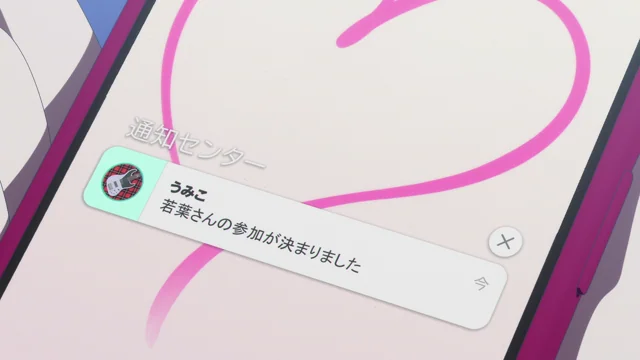 通知センター
うみこ
若葉さんの参加が決まりました
今